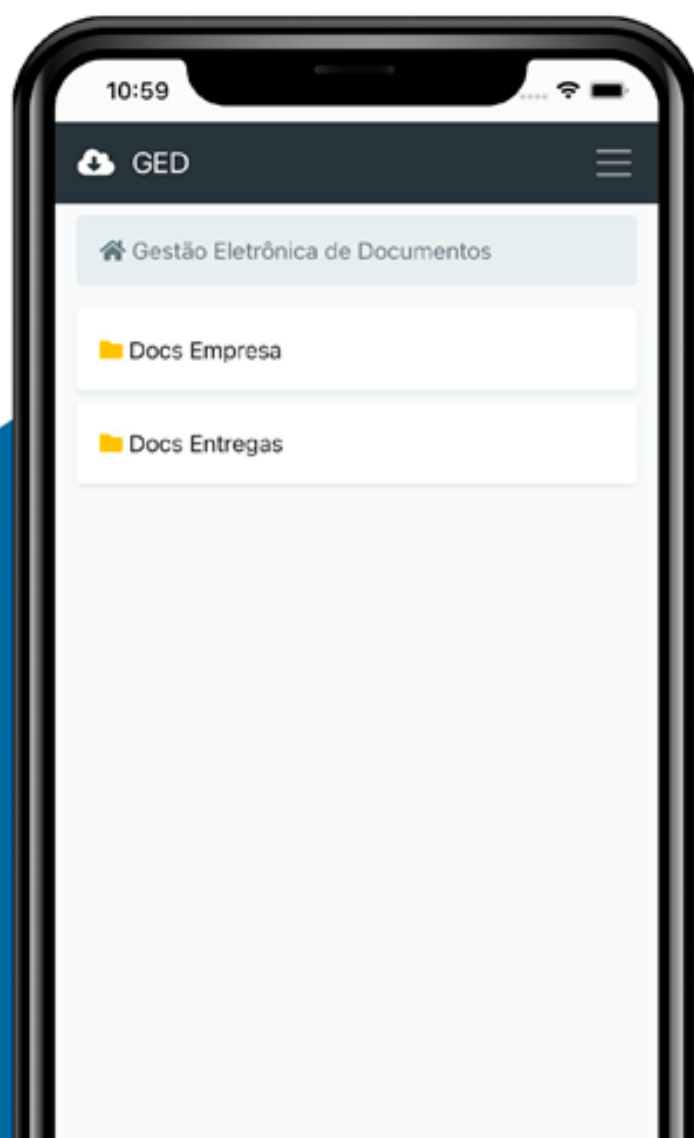 10:59
GED
Gestão Eletrônica de Documentos
Docs Empresa
Docs Entregas